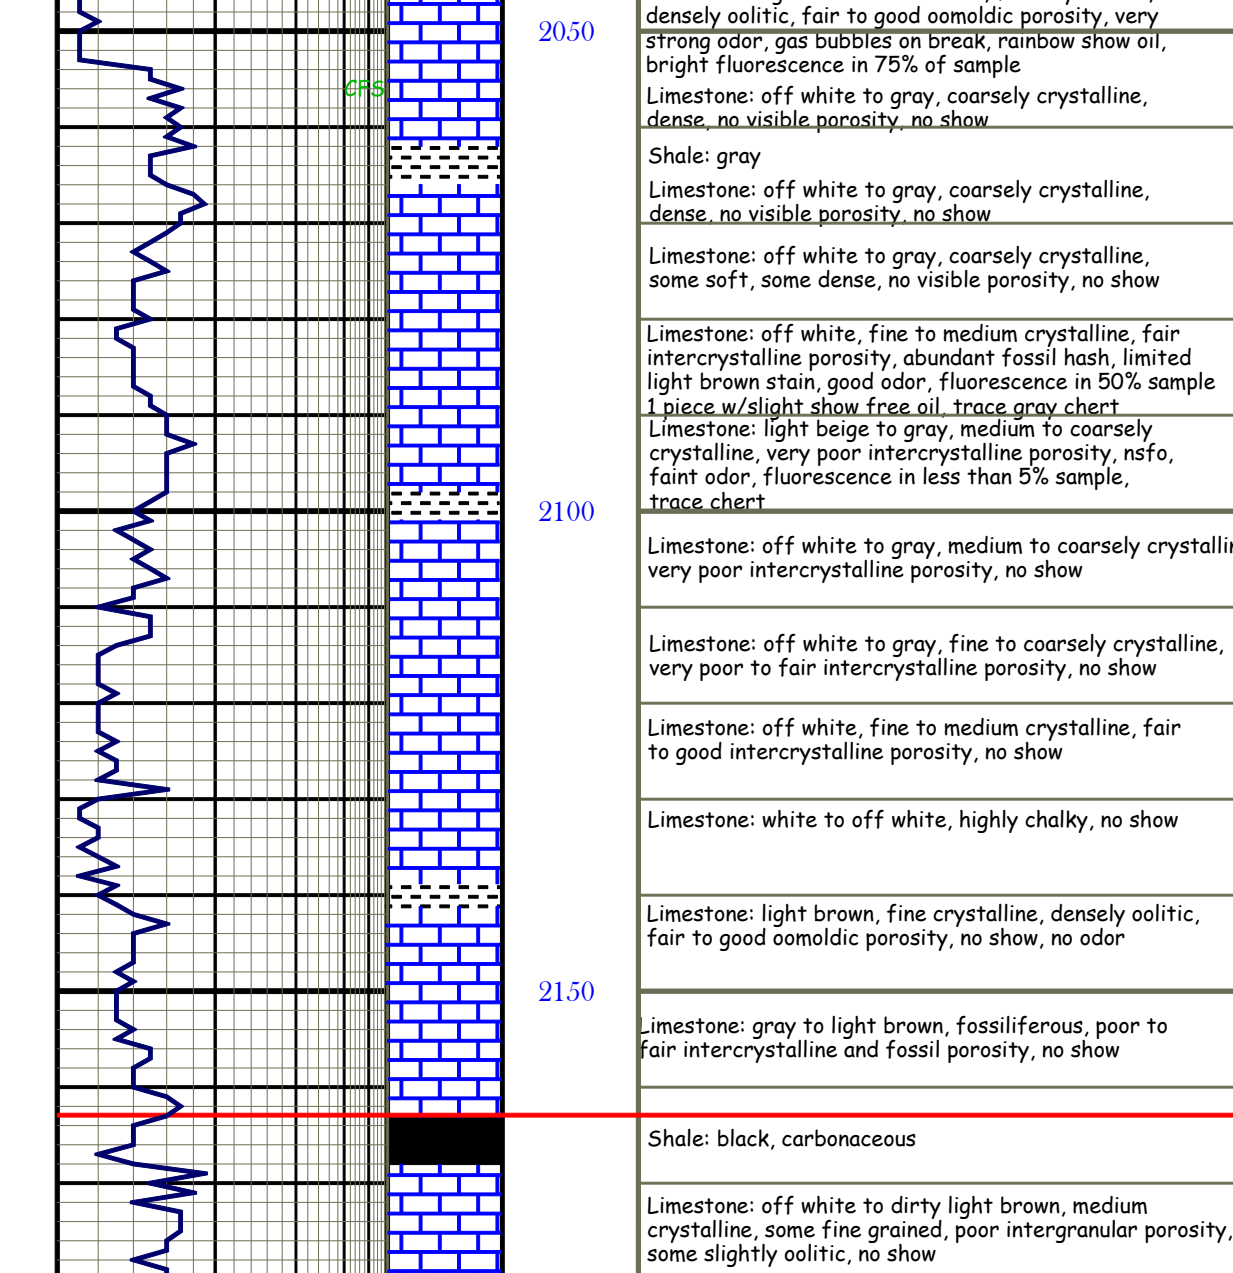 densely oolitic, fair to good oomoldic porosity, very
2050
strong odor, gas bubbles on break, rainbow show oil,
bright fluorescence in 75% of sample
CFS
Limestone: off white to gray, coarsely crystalline,
dense, no visible porosity, no show
Shale: gray
Limestone: off white to gray, coarsely crystalline,
dense, no visible porosity, no show
Limestone: off white to gray, coarsely crystalline,
some soft, some dense, no visible porosity, no show
Limestone: off white, fine to medium crystalline, fair
intercrystalline porosity, abundant fossil hash, limited
light brown stain, good odor, fluorescence in 50% sample
1 piece w/slight show free oil, trace gray chert
Limestone: light beige to gray, medium to coarsely
crystalline, very poor intercrystalline porosity, nsfo,
faint odor, fluorescence in less than 5% sample,
trace chert
2100
Limestone: off white to gray, medium to coarsely crystallin
very poor intercrystalline porosity, no show
Limestone: off white to gray, fine to coarsely crystalline,
very poor to fair intercrystalline porosity, no show
Limestone: off white, fine to medium crystalline, fair
to good intercrystalline porosity, no show
Limestone: white to off white, highly chalky, no show
Limestone: light brown, fine crystalline, densely oolitic,
fair to good oomoldic porosity, no show, no odor
2150
Limestone: gray to light brown, fossiliferous, poor to
fair intercrystalline and fossil porosity, no show
Shale: black, carbonaceous
Limestone: off white to dirty light brown, medium
crystalline, some fine grained, poor intergranular porosity,
some slightly oolitic, no show